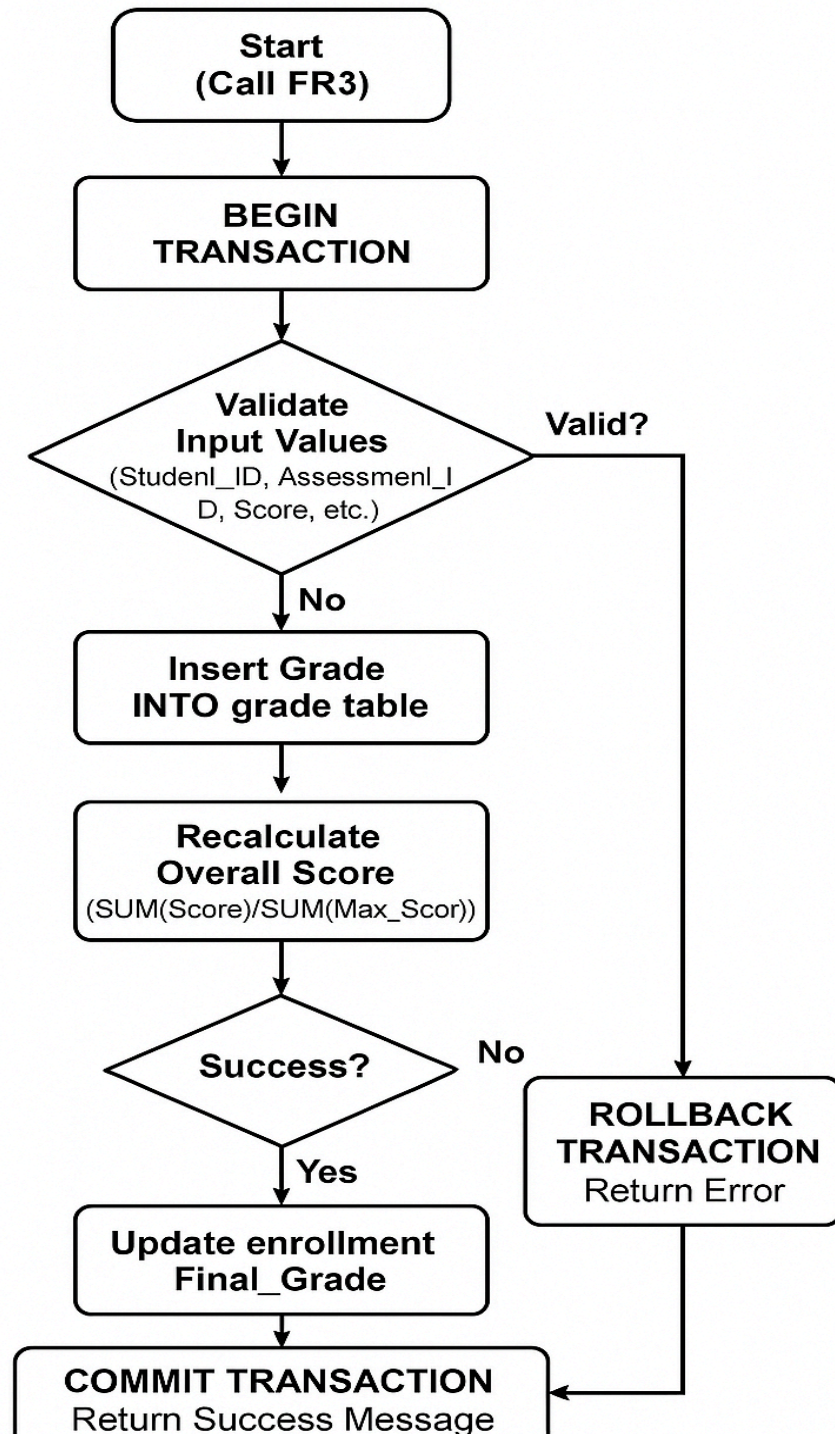 Start
(Call FR3)
BEGIN
TRANSACTION
Validate
Input Values
(Studenl_ID, Assessmenl_I
D, Score, etc.)
Valid?
No
Insert Grade
INTO grade table
Recalculate
Overall Score
(SUM(Score)/SUM(Max_Scor))
Success?
No
ROLLBACK
TRANSACTION
Return Error
Yes
Update enrollment
Final_Grade
COMMIT TRANSACTION
Return Success Message